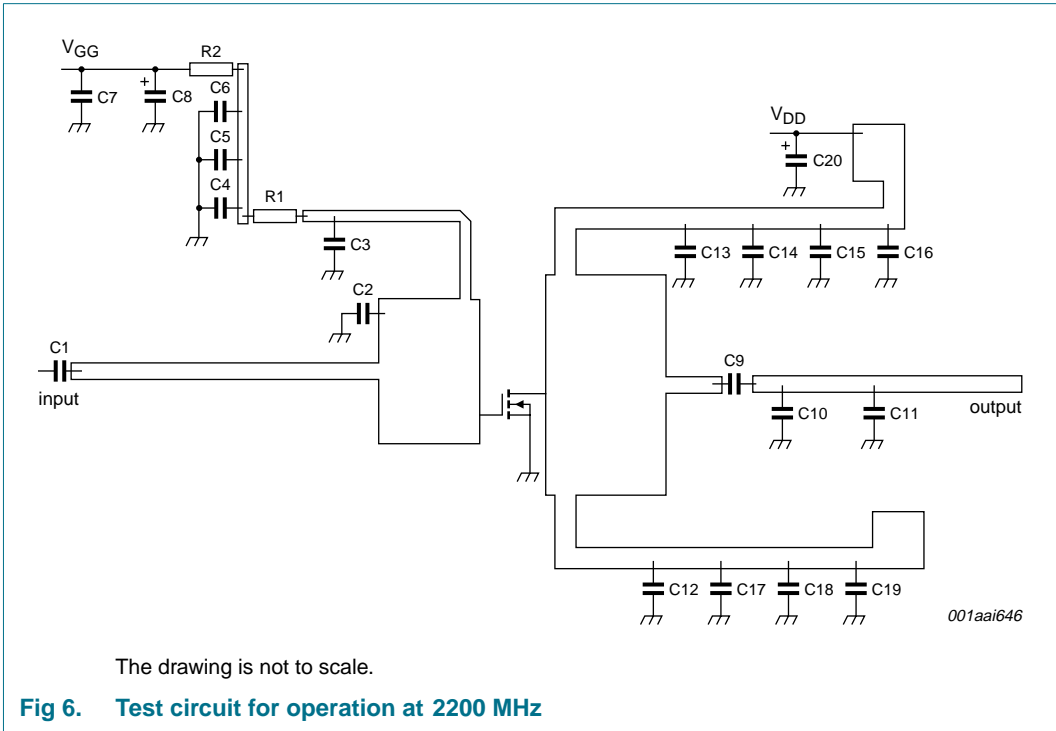 VGG
R2
C6
C7
+
C8
C5
C4
R1
C3
C2
C1
input
VDD
+
C20
C13
C14
C15
C16
C9
C10
C11
output
C12
C17
C18
C19
001aai646
The drawing is not to scale.
Fig 6. Test circuit for operation at 2200 MHz